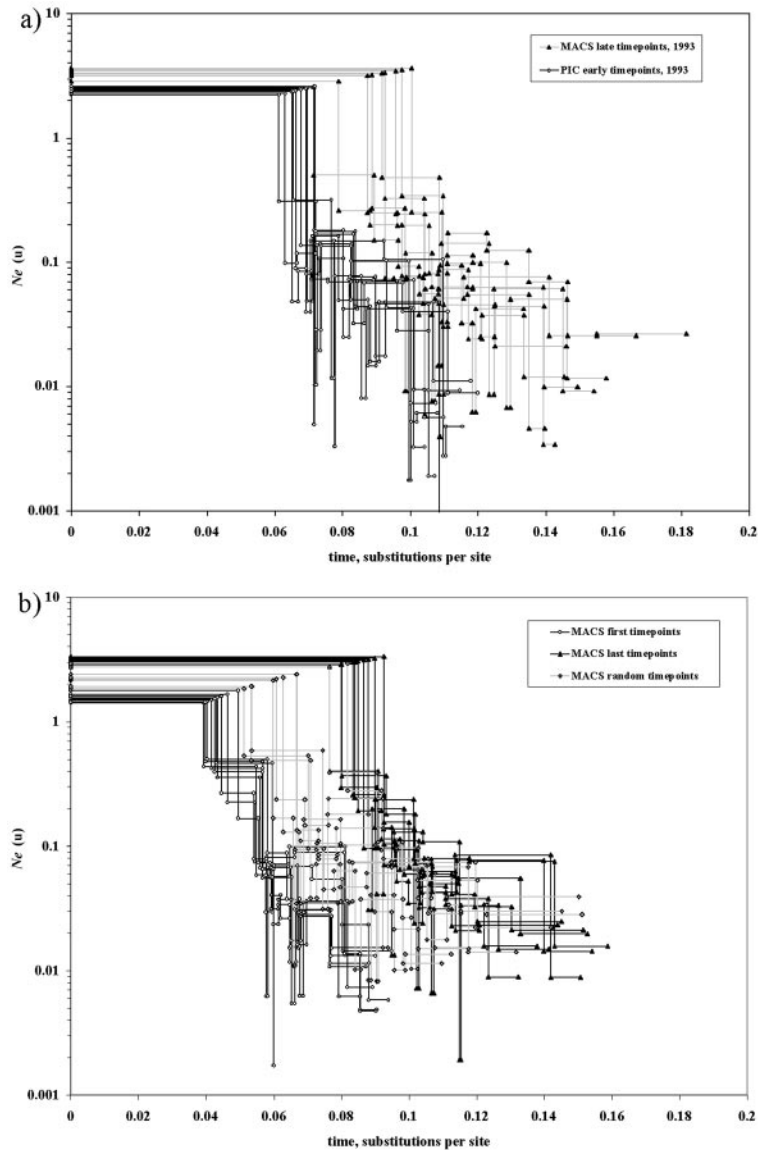 a)
10
1
0.1
0.01
0.001
Ne (u)
MACS late timepoints, 1993
PIC early timepoints, 1993
0 0.02 0.04 0.06 0.08 0.1 0.12 0.14 0.16 0.18 0.2
time, substitutions per site
b)
10
1
0.1
0.01
0.001
Ne (u)
MACS first timepoints
MACS last timepoints
MACS random timepoints
0 0.02 0.04 0.06 0.08 0.1 0.12 0.14 0.16 0.18 0.2
time, substitutions per site